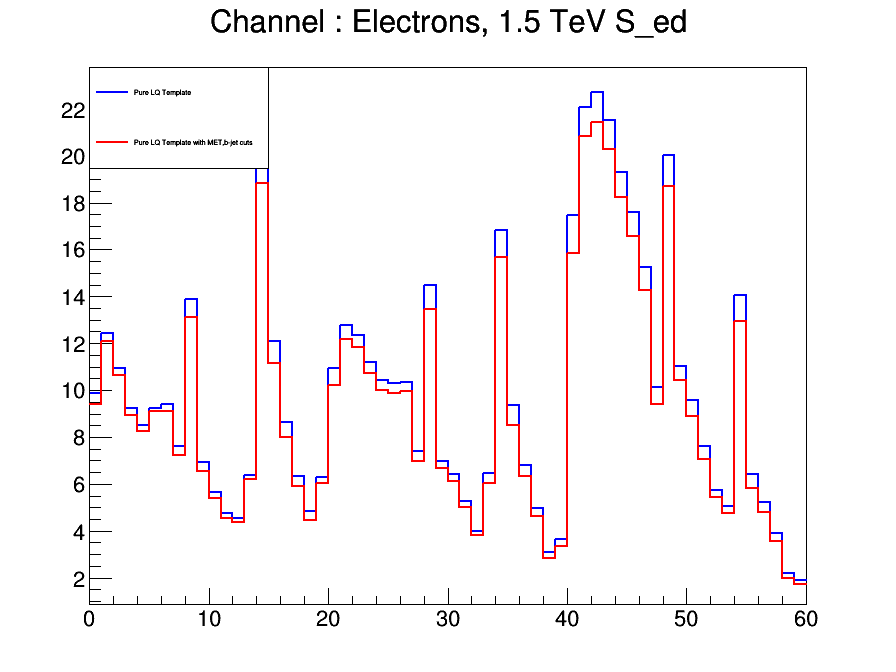 Channel : Electrons, 1.5 TeV S_ed
Pure LQ Template
Pure LQ Template with MET,b-jet cuts
22
20
18
16
14
12
10
8
6
4
2
0 10 20 30 40 50 60